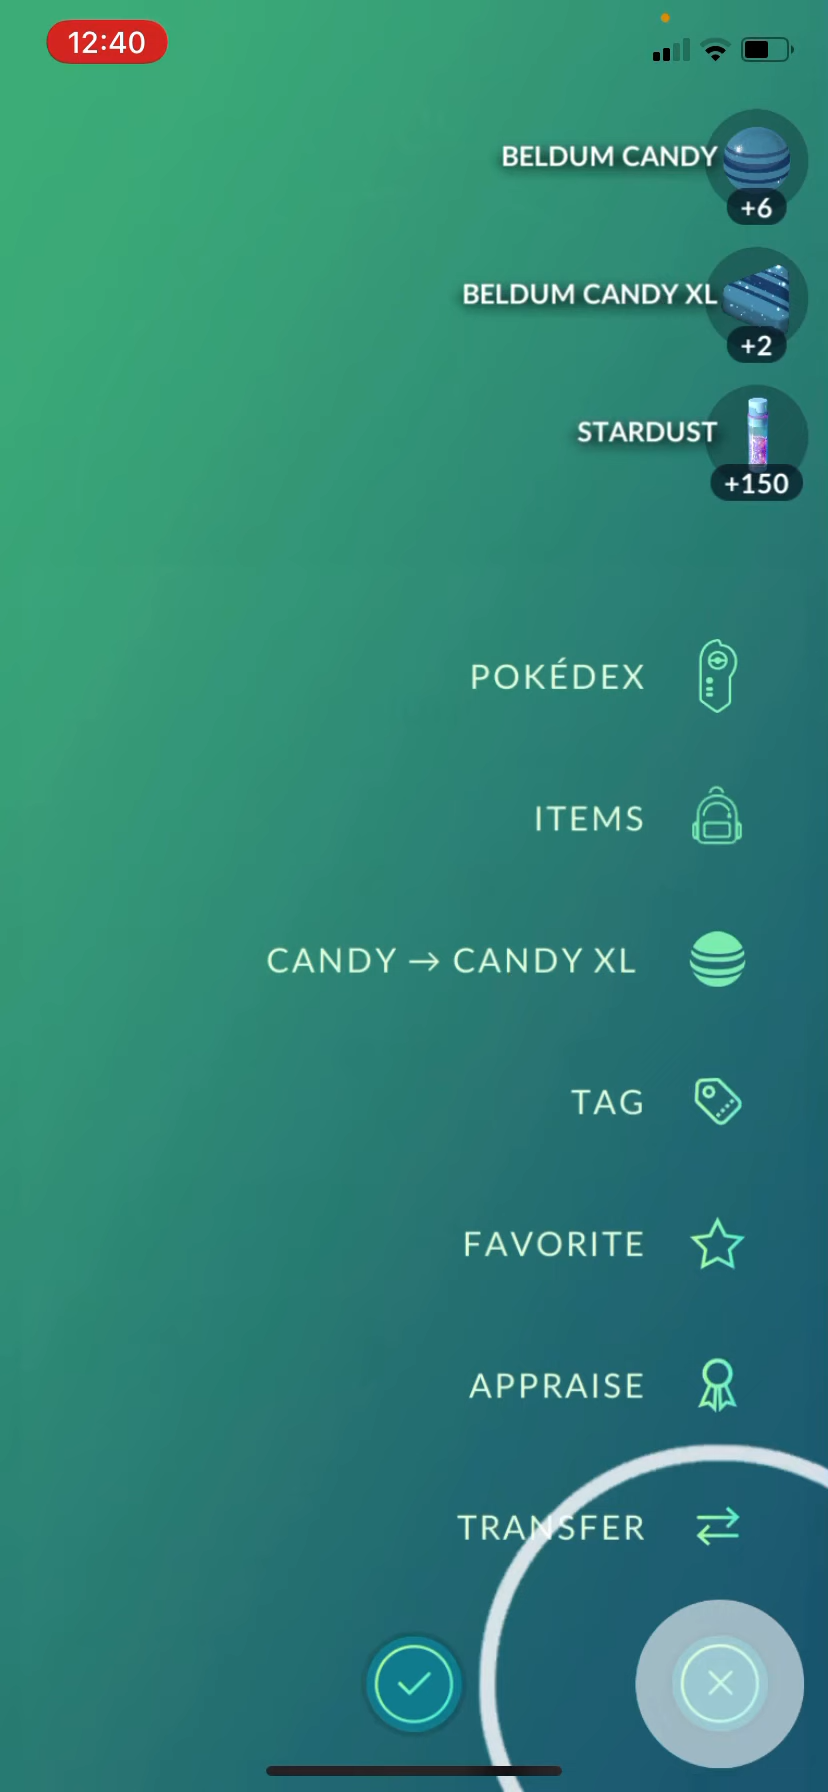 12:40
BELDUM CANDY
+6
BELDUM CANDY XL
+2
STARDUST
+150
POKÉDEX
ITEMS
CANDY → CANDY XL
TAG
FAVORITE
APPRAISE
TRANSFER